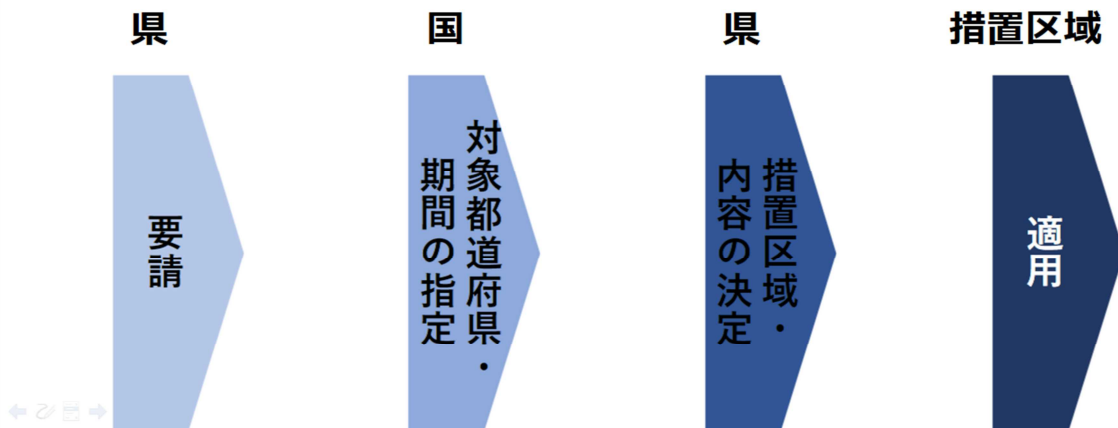 県
国
県
措置区域
要請
対象都道府県・
期間の指定
措置区域・
内容の決定
適用